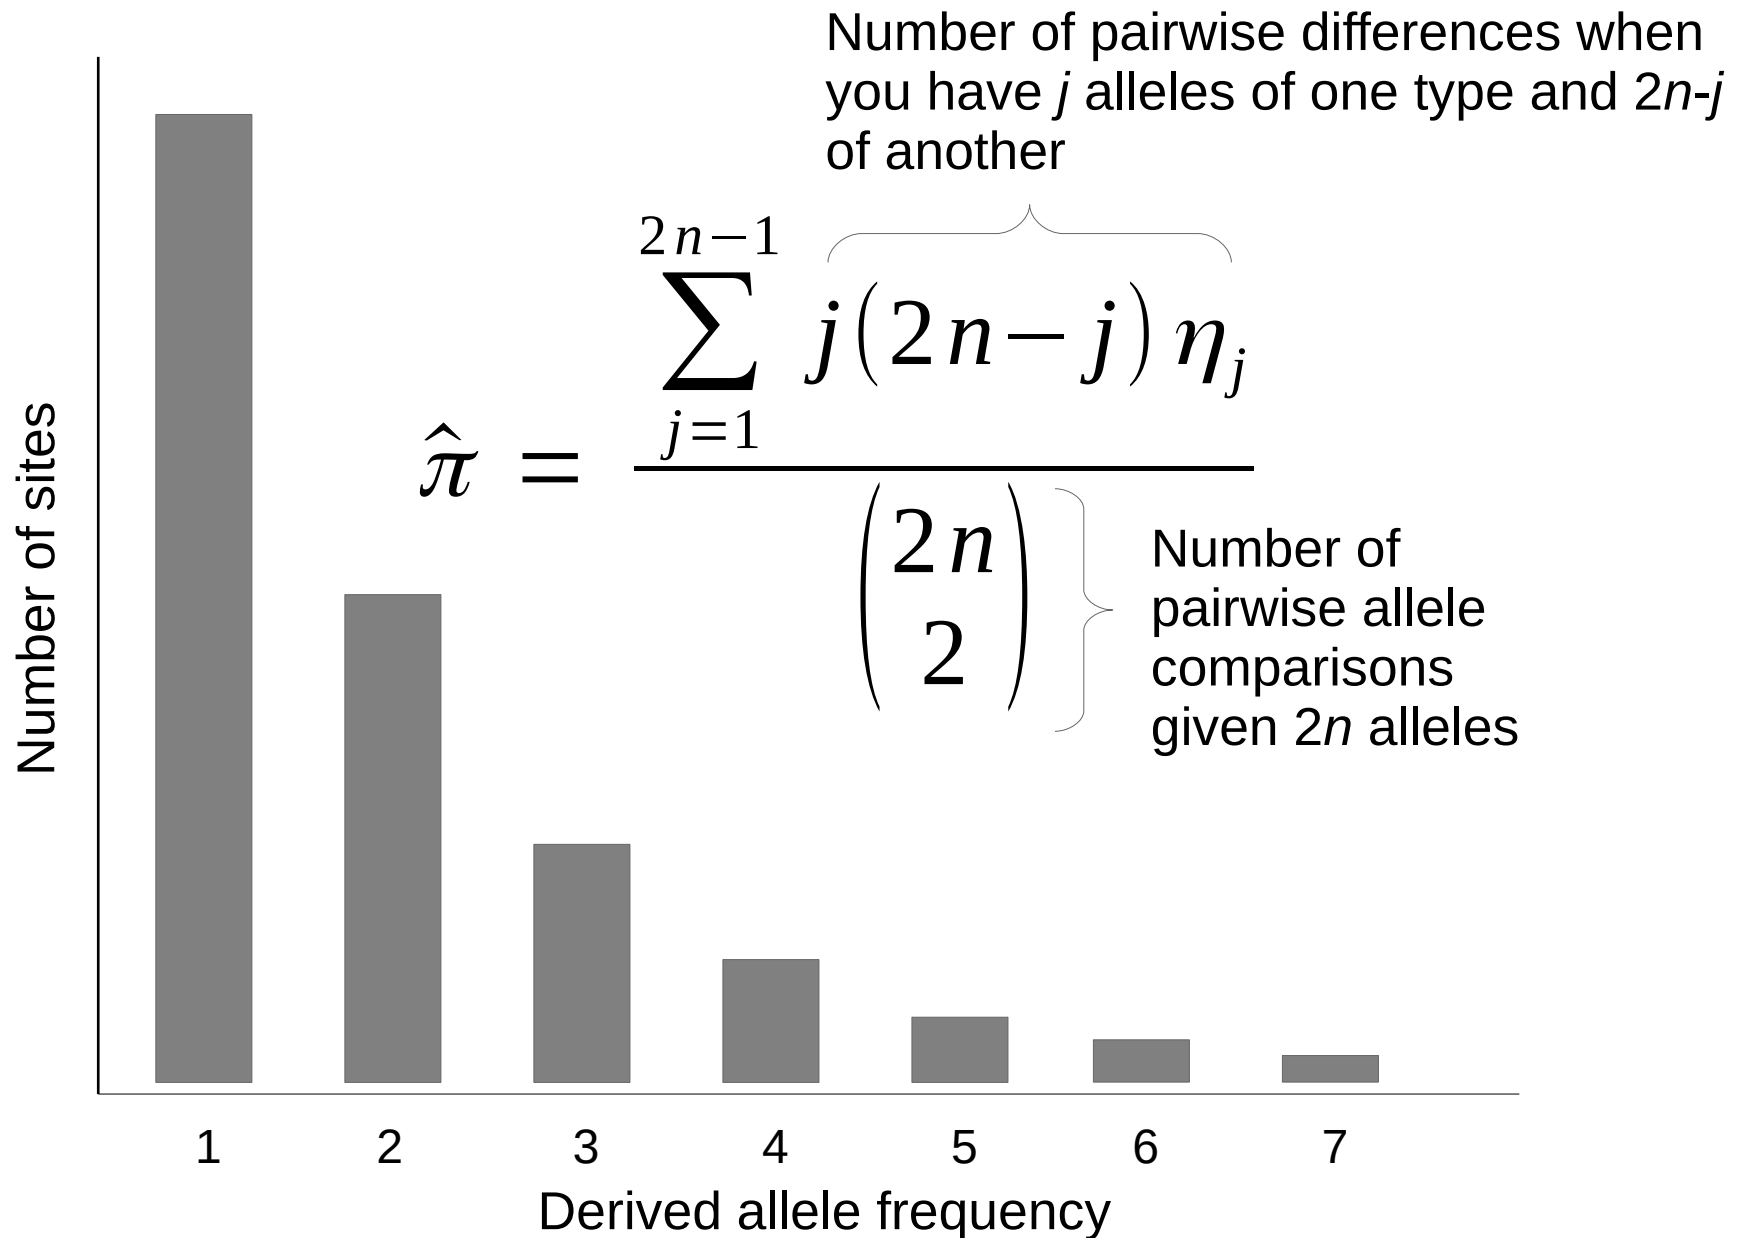 Number of pairwise differences when
you have j alleles of one type and 2n-j
of another
2n−1
∑ j(2n−j) η_j
j=1
π̂ =
(2n
2)
Number of
pairwise allele
comparisons
given 2n alleles
Number of sites
1 2 3 4 5 6 7
Derived allele frequency